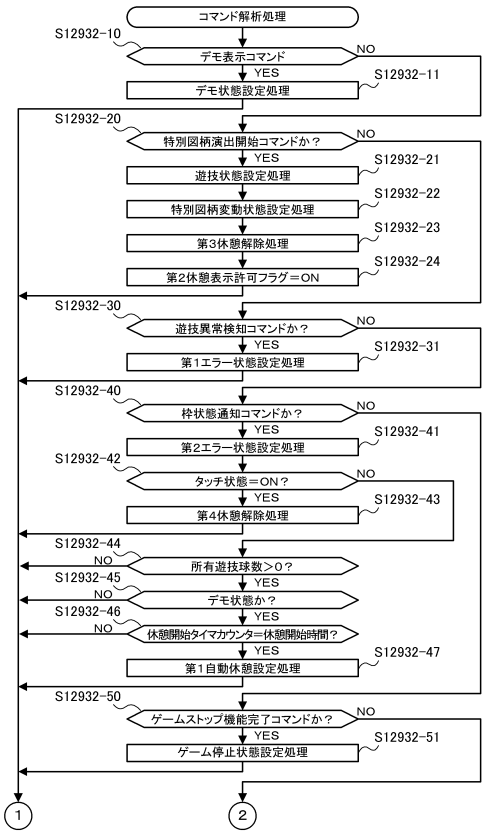 コマンド解析処理
S12932-10
デモ表示コマンド
NO
YES
S12932-11
デモ状態設定処理
S12932-20
特別図柄演出開始コマンドか？
NO
YES
S12932-21
遊技状態設定処理
S12932-22
特別図柄変動状態設定処理
S12932-23
第３休憩解除処理
S12932-24
第２休憩表示許可フラグ＝ON
S12932-30
遊技異常検知コマンドか？
NO
YES
S12932-31
第１エラー状態設定処理
S12932-40
枠状態通知コマンドか？
NO
YES
S12932-41
第２エラー状態設定処理
S12932-42
タッチ状態＝ON？
NO
YES
S12932-43
第４休憩解除処理
S12932-44
NO
所有遊技球数＞０？
YES
S12932-45
NO
デモ状態か？
YES
S12932-46
NO
休憩開始タイマカウンタ＝休憩開始時間？
YES
S12932-47
第１自動休憩設定処理
S12932-50
ゲームストップ機能完了コマンドか？
NO
YES
S12932-51
ゲーム停止状態設定処理
1
2